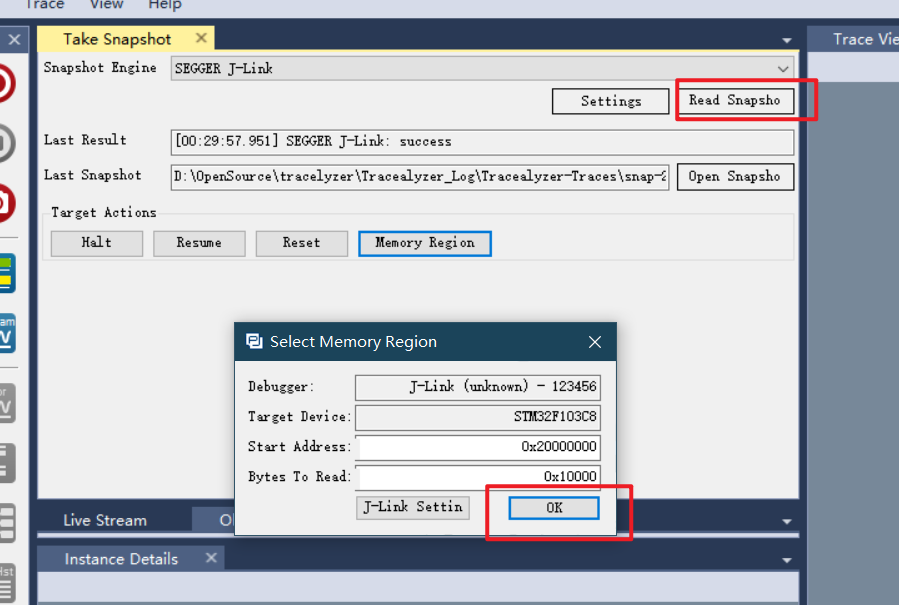 Trace View Help
Take Snapshot
Trace Vie
Snapshot Engine SEGGER J-Link
Settings Read Snapsho
Last Result [00:29:57.951] SEGGER J-Link: success
Last Snapshot D:\OpenSource\tracelyzer\Tracealyzer_Log\Tracealyzer-Traces\snap-2 Open Snapsho
Target Actions
Halt Resume Reset Memory Region
am
Select Memory Region
Debugger: J-Link (unknown) - 123456
Target Device: STM32F103C8
or
Start Address: 0x20000000
Bytes To Read: 0x10000
J-Link Settin OK
Live Stream
Instance Details
Hst